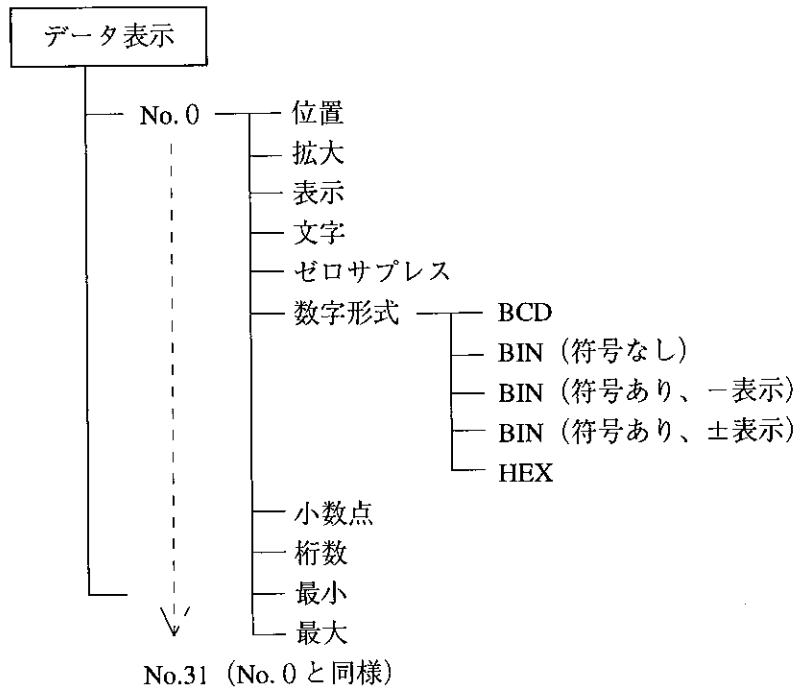 データ表示
No. 0
位置
拡大
表示
文字
ゼロサプレス
数字形式
BCD
BIN（符号なし）
BIN（符号あり、－表示）
BIN（符号あり、±表示）
HEX
小数点
桁数
最小
最大
No.31（No. 0 と同様）